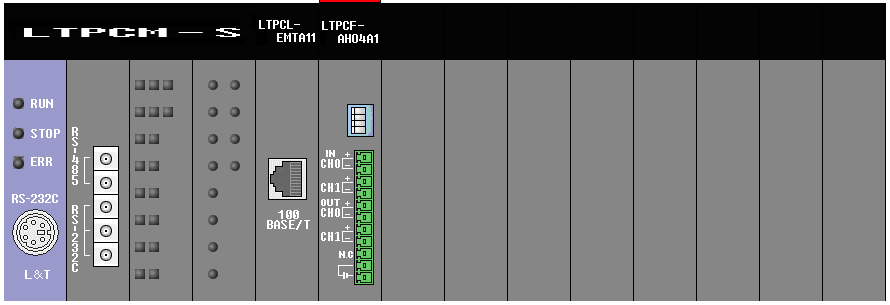 LTPCM-S
LTPCL-
EMTA11
LTPCF-
AH04A1
RUN
STOP
ERR
RS-232C
L&T
RS-485
RS-232C
100
BASE/T
IN +
CH0 -
+
CH1 -
OUT +
CH0 -
+
CH1 -
N.C